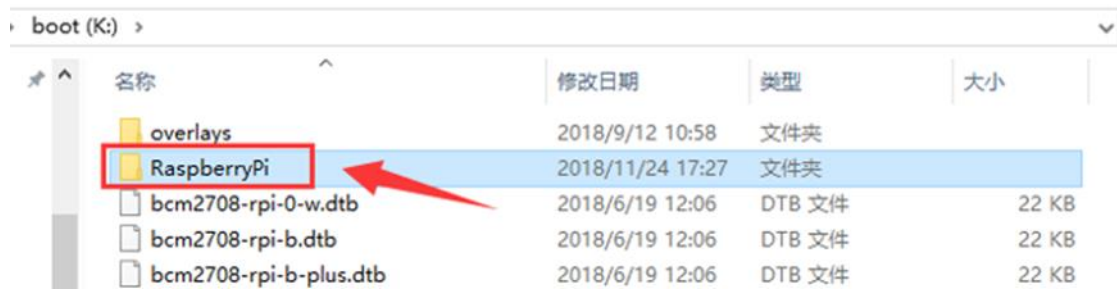 boot (K:)
名称 修改日期 类型 大小
overlays 2018/9/12 10:58 文件夹
RaspberryPi 2018/11/24 17:27 文件夹
bcm2708-rpi-0-w.dtb 2018/6/19 12:06 DTB 文件 22 KB
bcm2708-rpi-b.dtb 2018/6/19 12:06 DTB 文件 22 KB
bcm2708-rpi-b-plus.dtb 2018/6/19 12:06 DTB 文件 22 KB